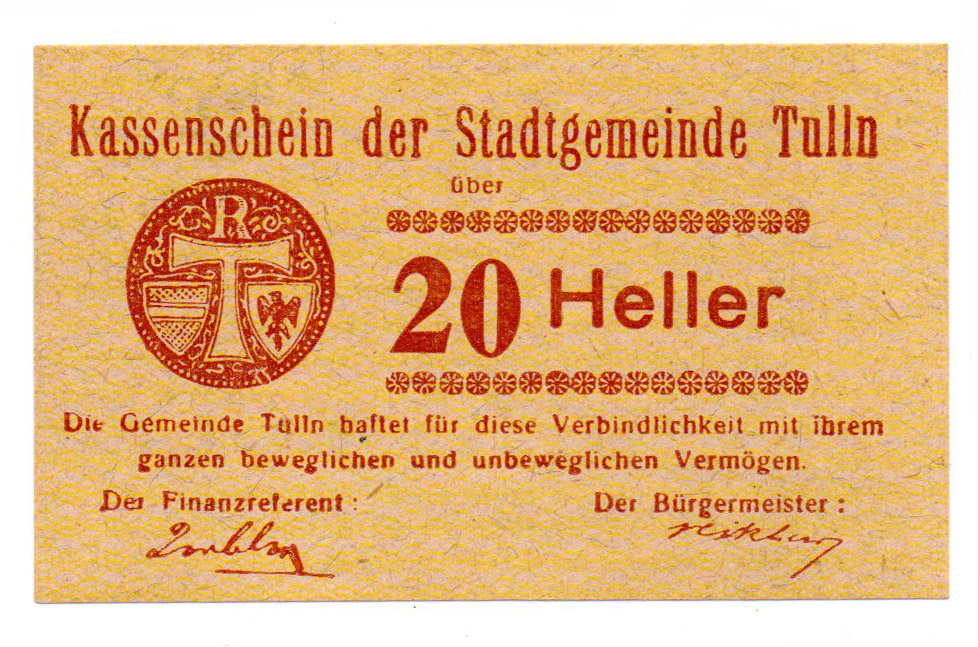 Kassenschein der Stadtgemeinde Tulln
über
R
T
20 Heller
Die Gemeinde Tulln haftet für diese Verbindlichkeit mit ihrem
ganzen beweglichen und unbeweglichen Vermögen.
Der Finanzreferent: Der Bürgermeister: